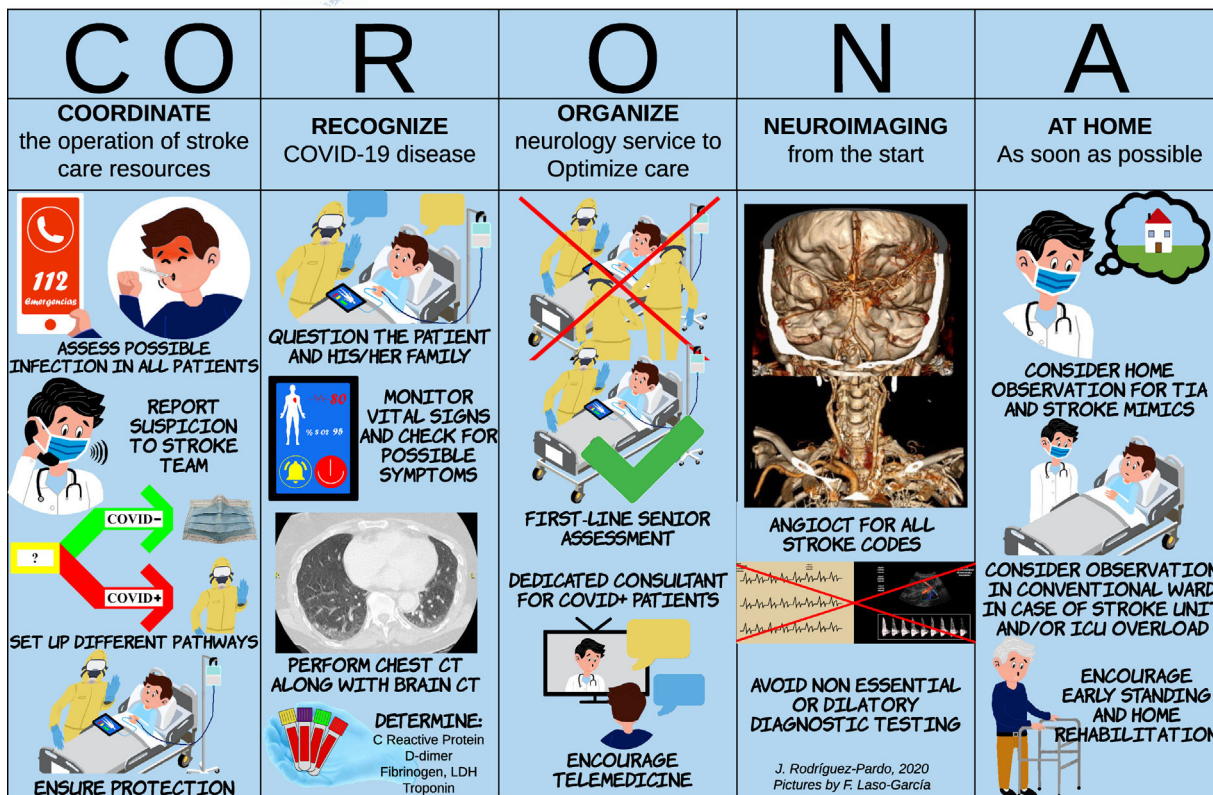 C O
R
O
N
A
COORDINATE
the operation of stroke
care resources
RECOGNIZE
COVID-19 disease
ORGANIZE
neurology service to
Optimize care
NEUROIMAGING
from the start
AT HOME
As soon as possible
112
Emergencias
ASSESS POSSIBLE
INFECTION IN ALL PATIENTS
REPORT
SUSPICION
TO STROKE
TEAM
?
COVID-
COVID+
SET UP DIFFERENT PATHWAYS
ENSURE PROTECTION
QUESTION THE PATIENT
AND HIS/HER FAMILY
80
98
MONITOR
VITAL SIGNS
AND CHECK FOR
POSSIBLE
SYMPTOMS
PERFORM CHEST CT
ALONG WITH BRAIN CT
DETERMINE:
C Reactive Protein
D-dimer
Fibrinogen, LDH
Troponin
FIRST-LINE SENIOR
ASSESSMENT
DEDICATED CONSULTANT
FOR COVID+ PATIENTS
ENCOURAGE
TELEMEDICINE
ANGIOCT FOR ALL
STROKE CODES
AVOID NON ESSENTIAL
OR DILATORY
DIAGNOSTIC TESTING
J. Rodríguez-Pardo, 2020
Pictures by F. Laso-García
CONSIDER HOME
OBSERVATION FOR TIA
AND STROKE MIMICS
CONSIDER OBSERVATION
IN CONVENTIONAL WARD
IN CASE OF STROKE UNIT
AND/OR ICU OVERLOAD
ENCOURAGE
EARLY STANDING
AND HOME
REHABILITATION